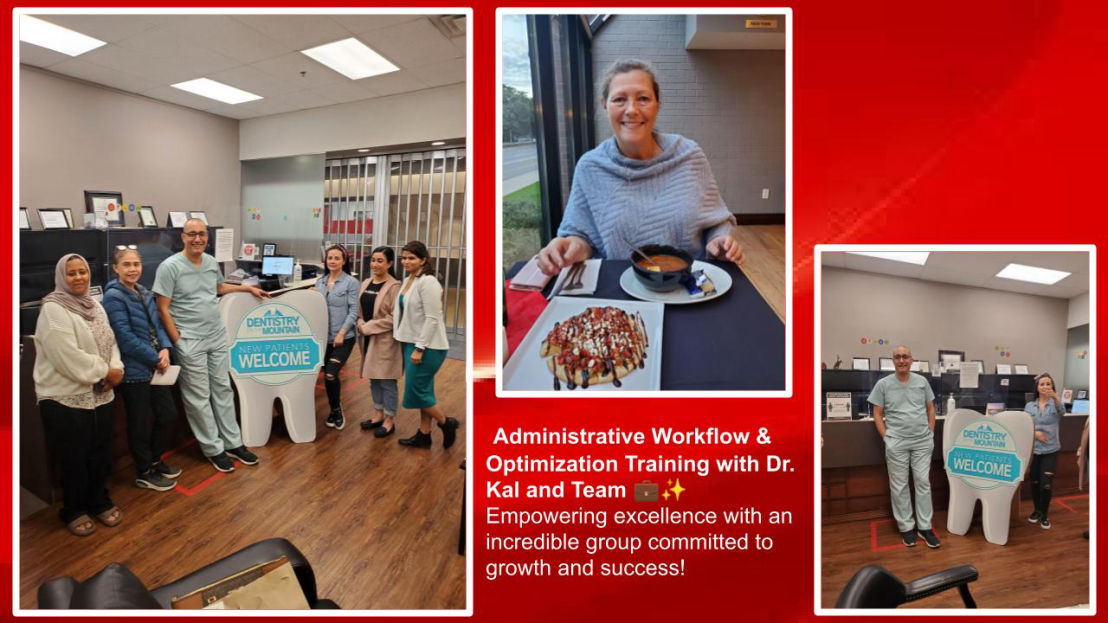 DENTISTRY
MOUNTAIN
NEW PATIENTS
WELCOME
Administrative Workflow &
Optimization Training with Dr.
Kal and Team 💼✨
Empowering excellence with an
incredible group committed to
growth and success!
DENTISTRY
MOUNTAIN
NEW PATIENTS
WELCOME